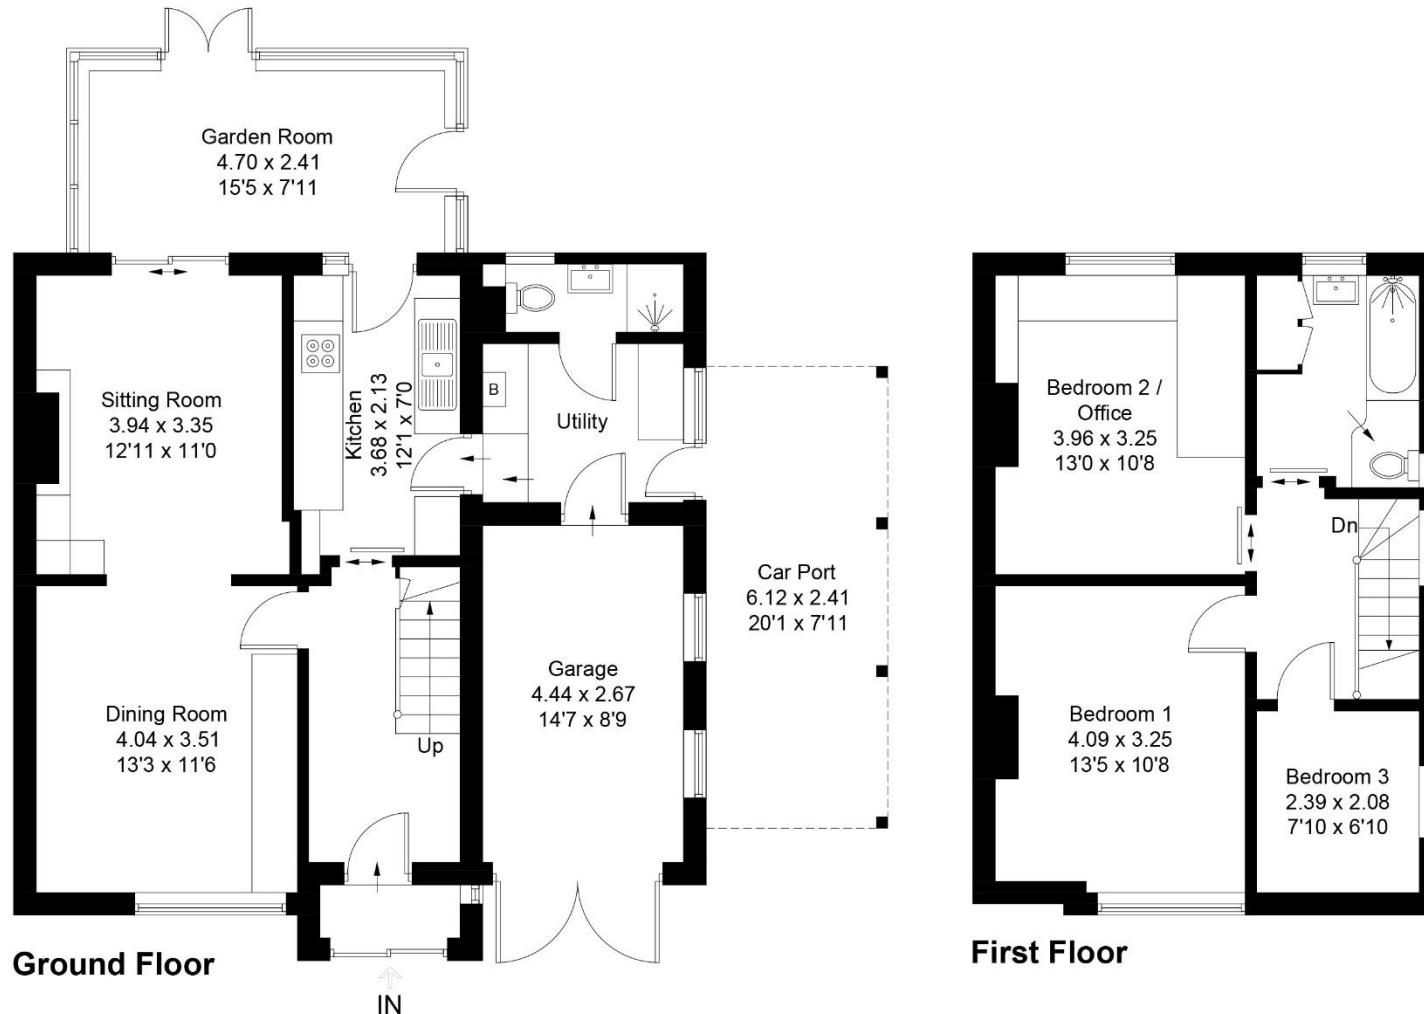 Garden Room
4.70 x 2.41
15'5 x 7'11
Sitting Room
3.94 x 3.35
12'11 x 11'0
Kitchen
3.68 x 2.13
12'1 x 7'0
B
Utility
Car Port
6.12 x 2.41
20'1 x 7'11
Garage
4.44 x 2.67
14'7 x 8'9
Dining Room
4.04 x 3.51
13'3 x 11'6
Up
IN
Ground Floor
Bedroom 2 /
Office
3.96 x 3.25
13'0 x 10'8
Dn
Bedroom 1
4.09 x 3.25
13'5 x 10'8
Bedroom 3
2.39 x 2.08
7'10 x 6'10
First Floor